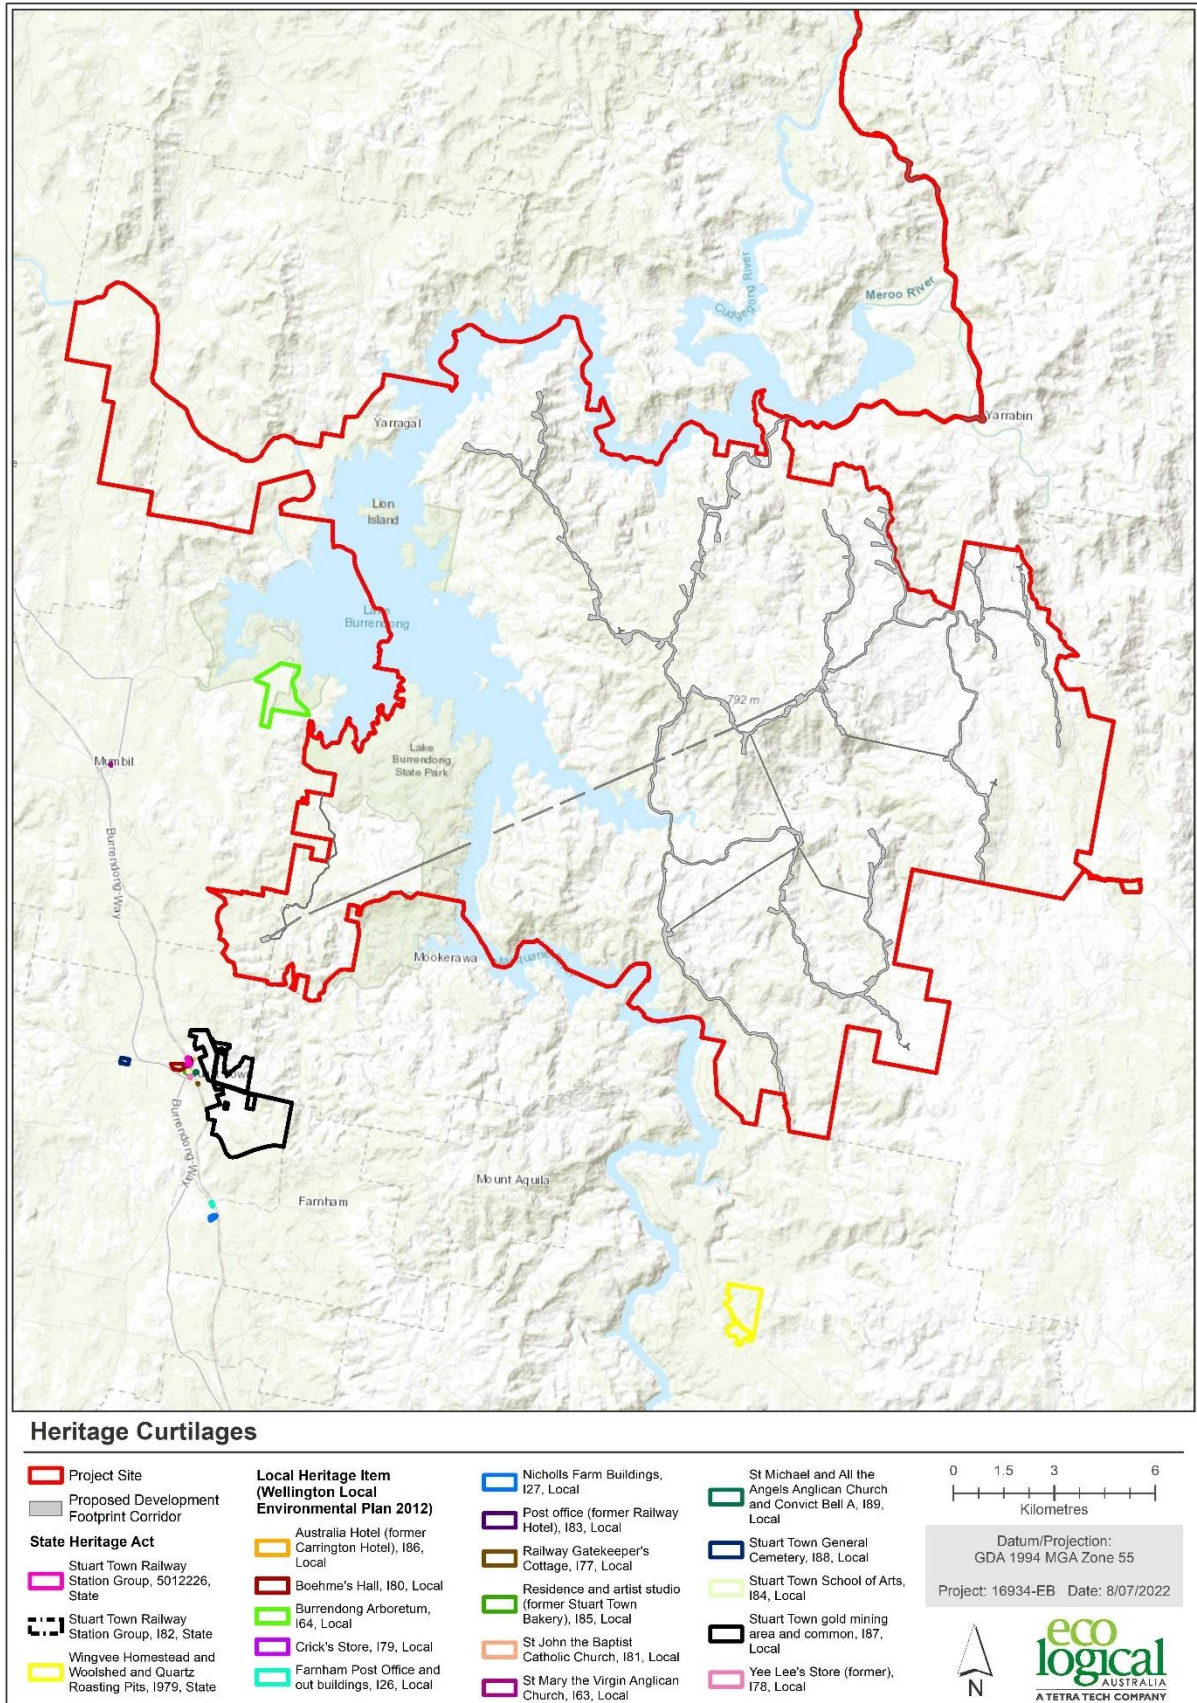 Cudgegong River
Meroo River
Yarrabin
Yarragal
Lion
Island
Lake
Burrendong
792 m
Lake
Burrendong
State Park
Mumbil
Burrendong Way
Mookerawa
Burrendong Way
Mount Aquila
Farnham
Heritage Curtilages
Project Site
Proposed Development
Footprint Corridor
State Heritage Act
Stuart Town Railway
Station Group, 5012226,
State
Stuart Town Railway
Station Group, I82, State
Wingvee Homestead and
Woolshed and Quartz
Roasting Pits, I979, State
Local Heritage Item
(Wellington Local
Environmental Plan 2012)
Australia Hotel (former
Carrington Hotel), I86,
Local
Boehme's Hall, I80, Local
Burrendong Arboretum,
I64, Local
Crick's Store, I79, Local
Farnham Post Office and
out buildings, I26, Local
Nicholls Farm Buildings,
I27, Local
Post office (former Railway
Hotel), I83, Local
Railway Gatekeeper's
Cottage, I77, Local
Residence and artist studio
(former Stuart Town
Bakery), I85, Local
St John the Baptist
Catholic Church, I81, Local
St Mary the Virgin Anglican
Church, I63, Local
St Michael and All the
Angels Anglican Church
and Convict Bell A, I89,
Local
Stuart Town General
Cemetery, I88, Local
Stuart Town School of Arts,
I84, Local
Stuart Town gold mining
area and common, I87,
Local
Yee Lee's Store (former),
I78, Local
0 1.5 3 6
Kilometres
Datum/Projection:
GDA 1994 MGA Zone 55
Project: 16934-EB Date: 8/07/2022
N
eco
logical
AUSTRALIA
A TETRA TECH COMPANY